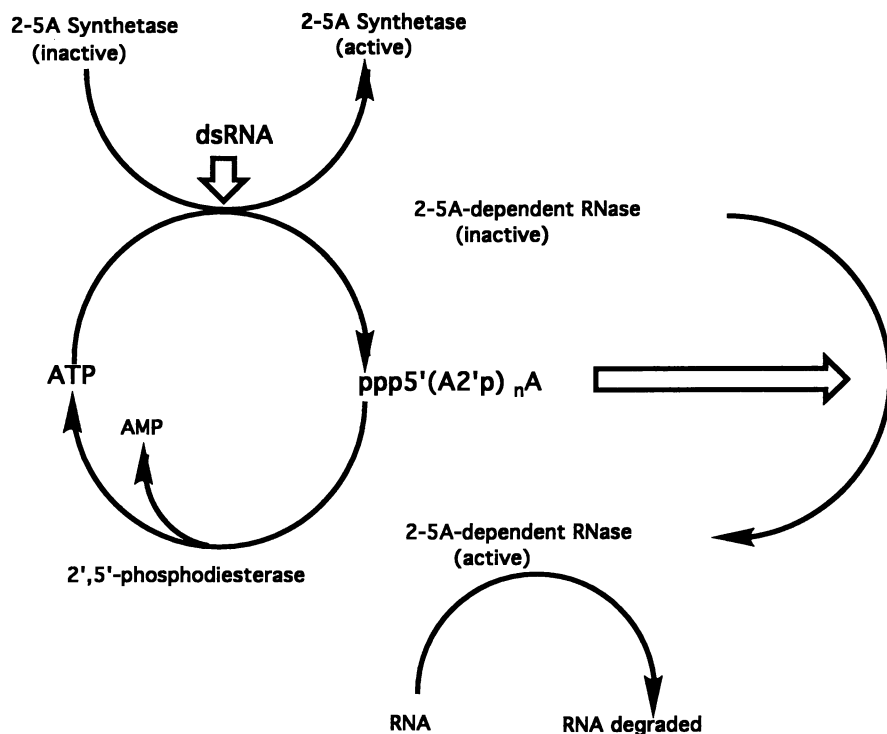 2-5A Synthetase
(inactive)
2-5A Synthetase
(active)
dsRNA
2-5A-dependent RNase
(inactive)
ATP
ppp5'(A2'p) nA
AMP
2',5'-phosphodiesterase
2-5A-dependent RNase
(active)
RNA
RNA degraded